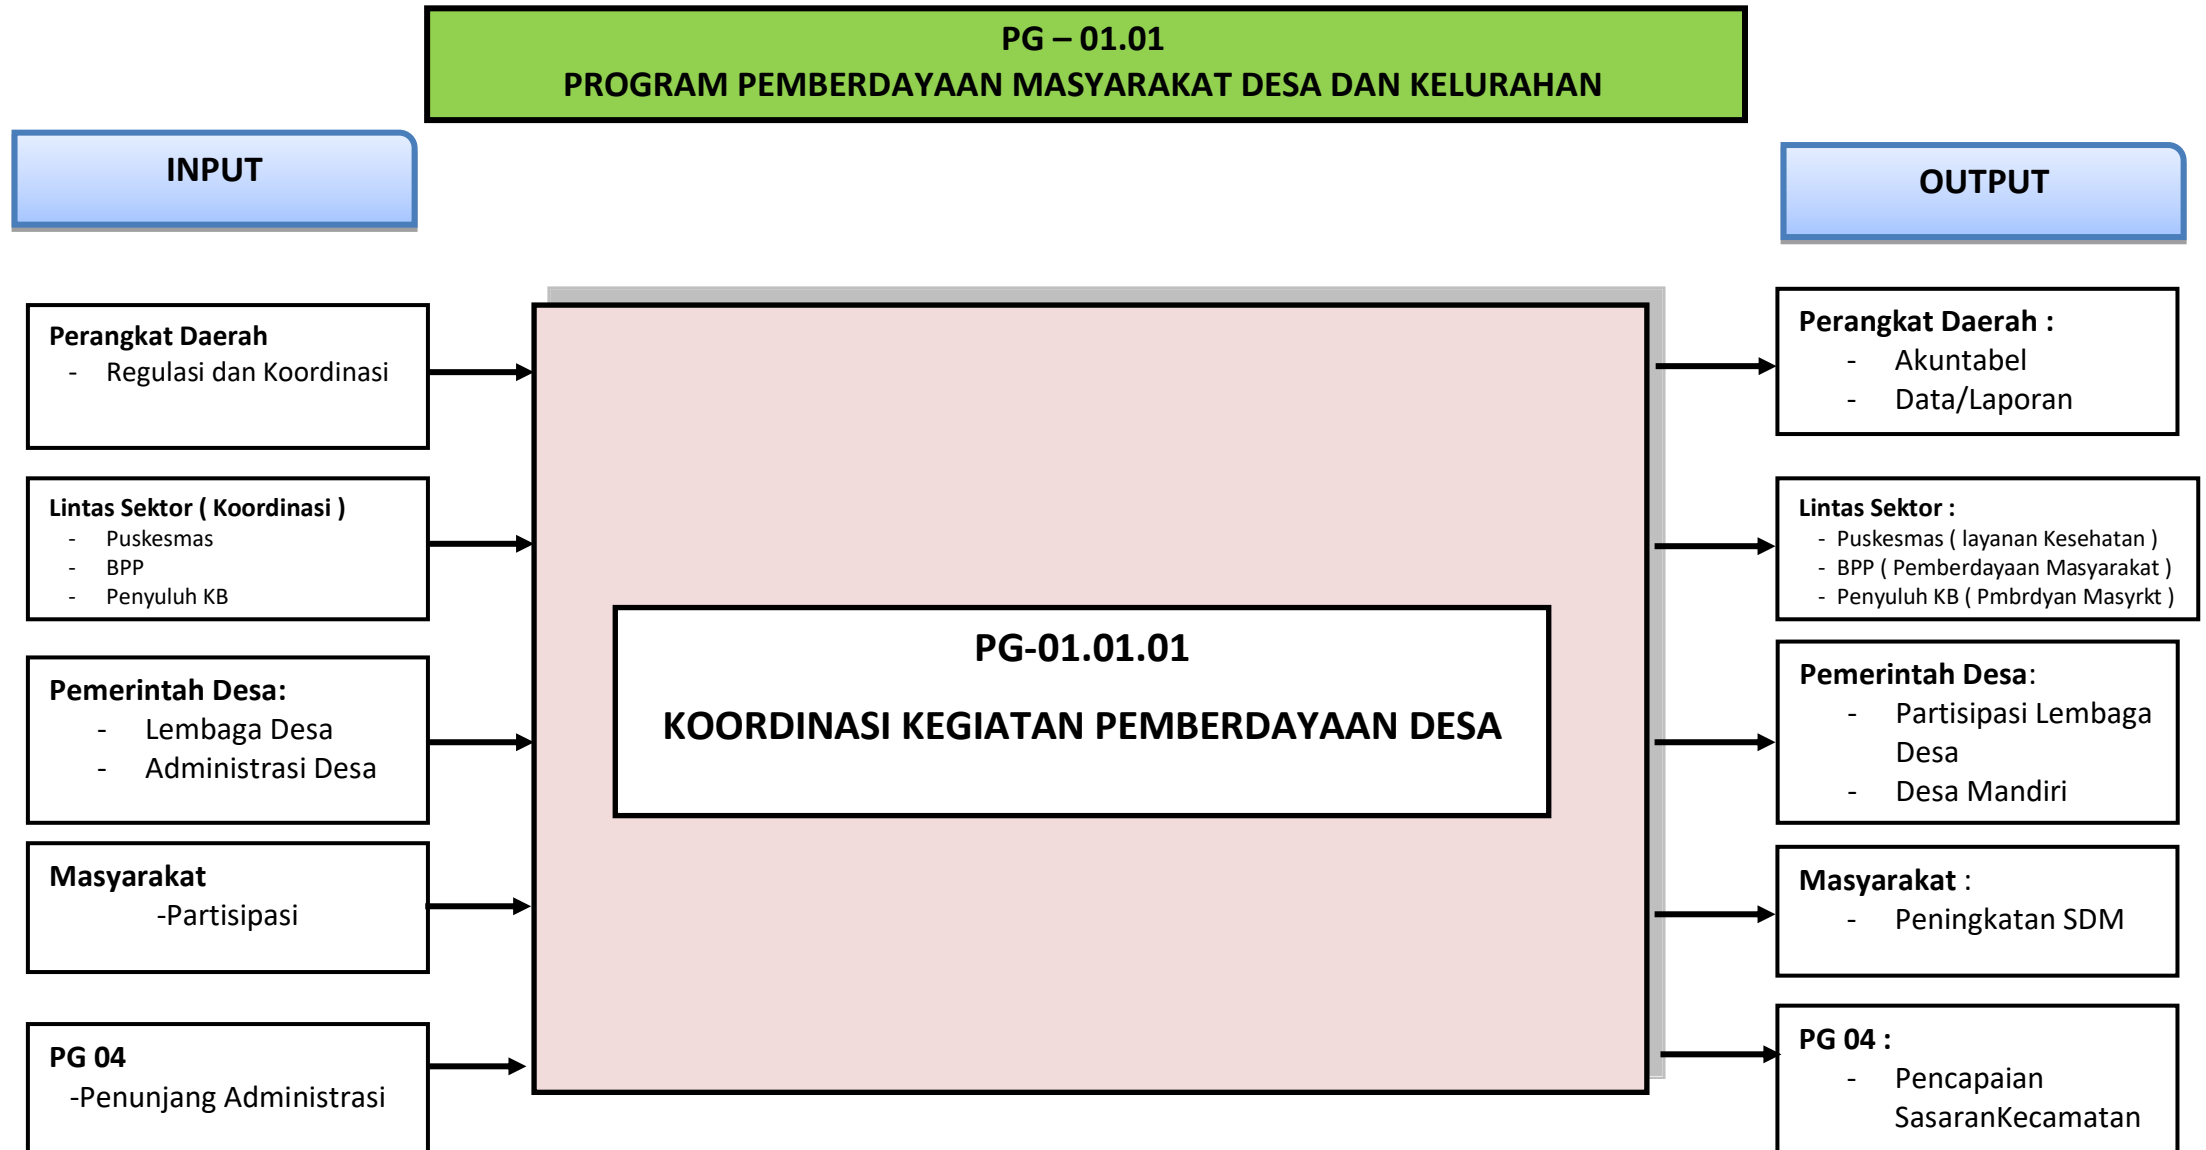 PG – 01.01
PROGRAM PEMBERDAYAAN MASYARAKAT DESA DAN KELURAHAN
INPUT
OUTPUT
Perangkat Daerah
- Regulasi dan Koordinasi
Lintas Sektor ( Koordinasi )
- Puskesmas
- BPP
- Penyuluh KB
Pemerintah Desa:
- Lembaga Desa
- Administrasi Desa
Masyarakat
-Partisipasi
PG 04
-Penunjang Administrasi
PG-01.01.01
KOORDINASI KEGIATAN PEMBERDAYAAN DESA
Perangkat Daerah :
- Akuntabel
- Data/Laporan
Lintas Sektor :
- Puskesmas ( layanan Kesehatan )
- BPP ( Pemberdayaan Masyarakat )
- Penyuluh KB ( Pmbrdyan Masyrkt )
Pemerintah Desa:
- Partisipasi Lembaga
Desa
- Desa Mandiri
Masyarakat :
- Peningkatan SDM
PG 04 :
- Pencapaian
SasaranKecamatan